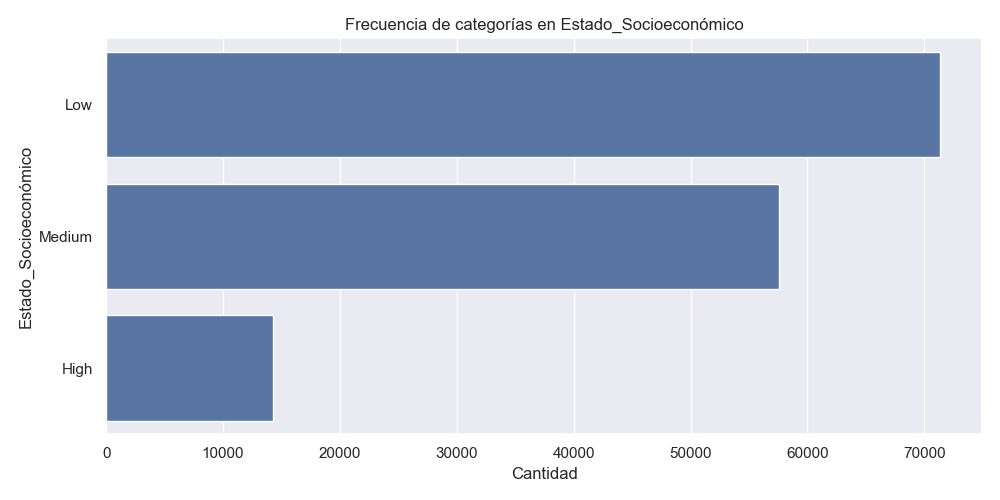 Frecuencia de categorías en Estado_Socioeconómico
Estado_Socioeconómico
Low
Medium
High
0 10000 20000 30000 40000 50000 60000 70000
Cantidad